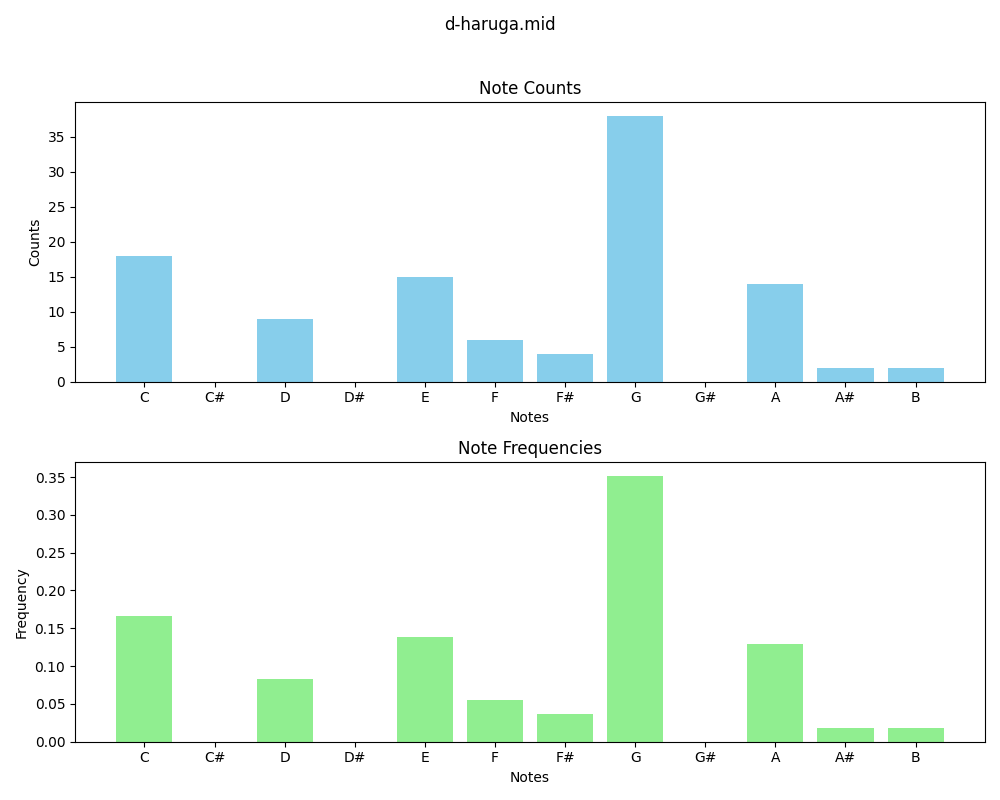 d-haruga.mid
Note Counts
35
30
25
20
15
10
5
0
Counts
C C# D D# E F F# G G# A A# B
Notes
Note Frequencies
0.35
0.30
0.25
0.20
0.15
0.10
0.05
0.00
Frequency
C C# D D# E F F# G G# A A# B
Notes